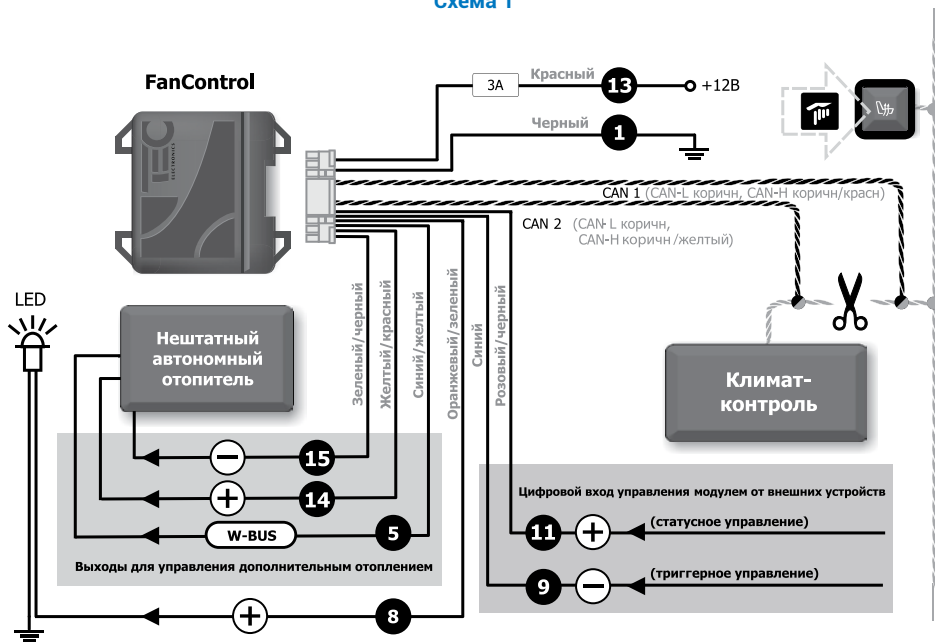 Схема 1
FanControl
3А
Красный
13
+12В
Черный
1
IEC
ELECTRONICS
CAN 1 (CAN-L коричн, CAN-H коричн/красн)
CAN 2 (CAN-L коричн,
CAN-H коричн/желтый)
LED
Нештатный
автономный
отопитель
Зеленый/черный
Желтый/красный
Синий/желтый
Оранжевый/зеленый
Синий
Розовый/черный
Климат-
контроль
15
14
W-BUS
5
Выходы для управления дополнительным отоплением
8
Цифровой вход управления модулем от внешних устройств
11
(статусное управление)
9
(триггерное управление)